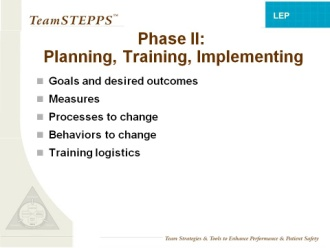 TeamSTEPPS™
LEP
Phase II:
Planning, Training, Implementing
Goals and desired outcomes
Measures
Processes to change
Behaviors to change
Training logistics
Team Strategies & Tools to Enhance Performance & Patient Safety